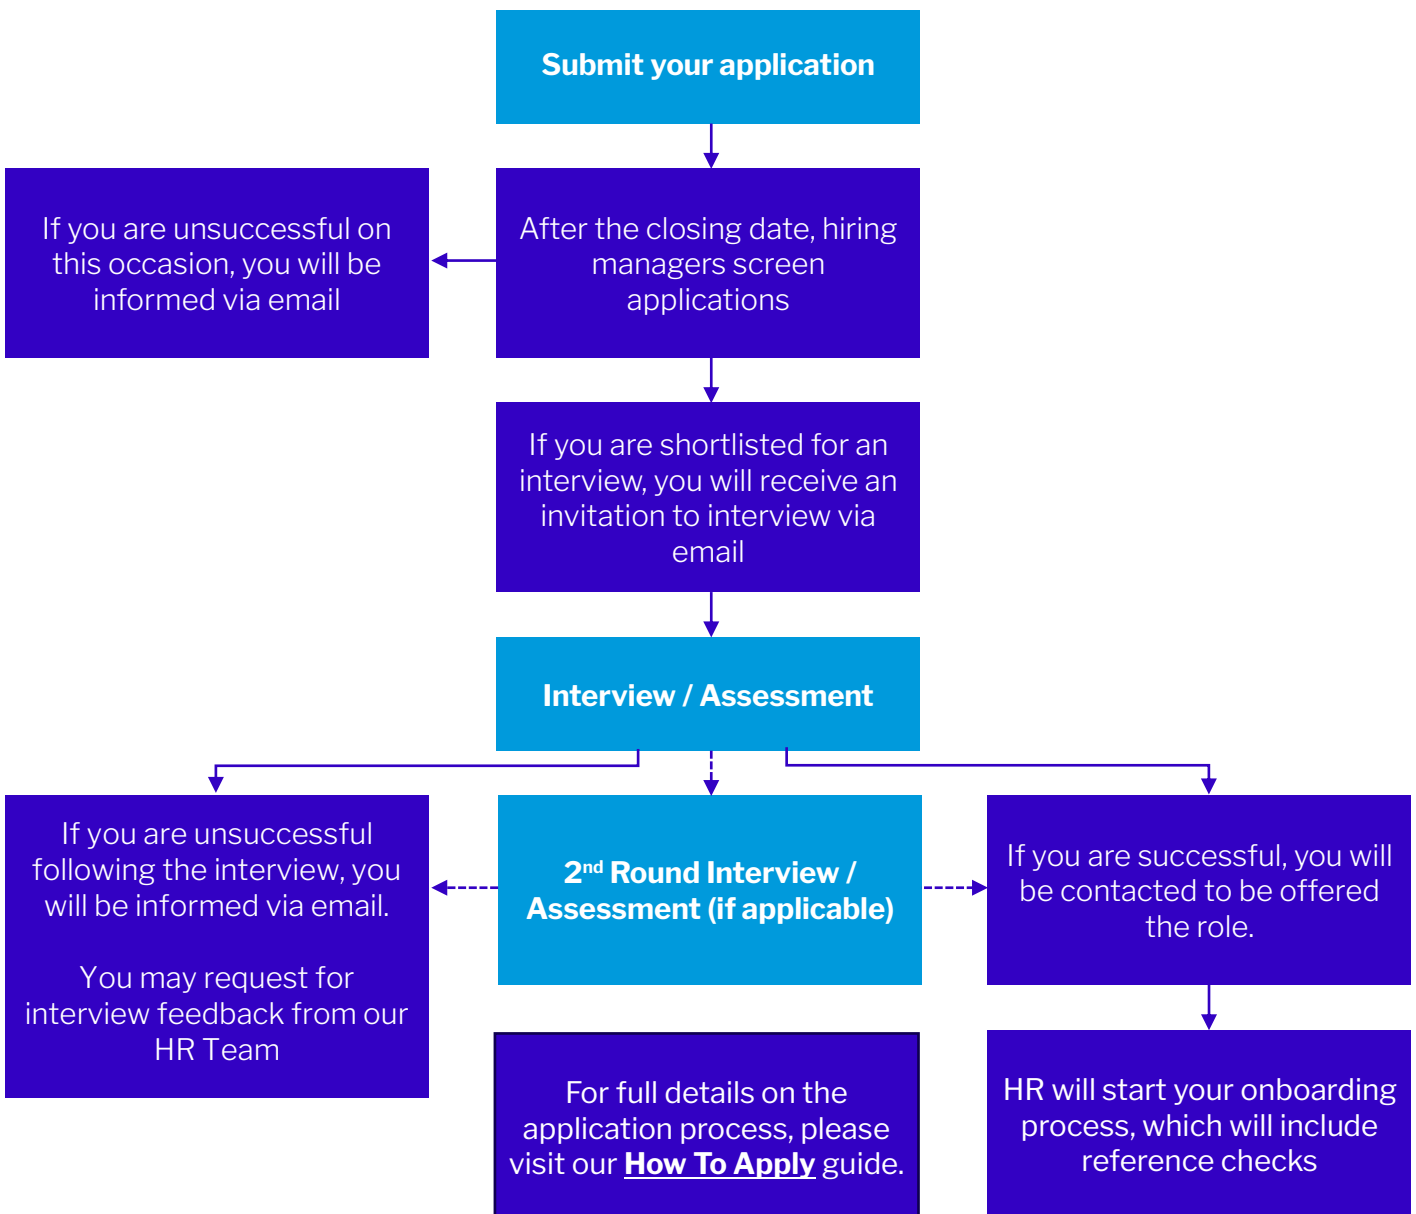 Submit your application
If you are unsuccessful on
this occasion, you will be
informed via email
After the closing date, hiring
managers screen
applications
If you are shortlisted for an
interview, you will receive an
invitation to interview via
email
Interview / Assessment
If you are unsuccessful
following the interview, you
will be informed via email.
You may request for
interview feedback from our
HR Team
2nd Round Interview /
Assessment (if applicable)
If you are successful, you will
be contacted to be offered
the role.
For full details on the
application process, please
visit our How To Apply guide.
HR will start your onboarding
process, which will include
reference checks